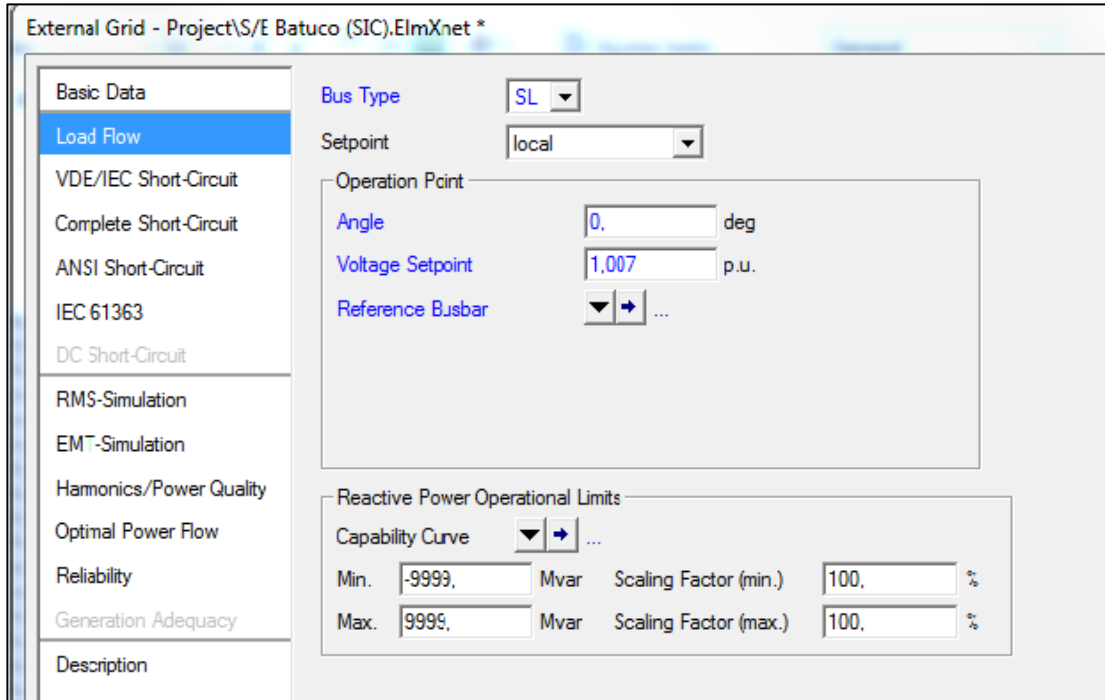 External Grid - Project\S/E Batuco (SIC).ElmXnet *
Basic Data
Load Flow
VDE/IEC Short-Circuit
Complete Short-Circuit
ANSI Short-Circuit
IEC 61363
DC Short-Circuit
RMS-Simulation
EMT-Simulation
Harmonics/Power Quality
Optimal Power Flow
Reliability
Generation Adequacy
Description
Bus Type SL
Setpoint local
Operation Point
Angle 0, deg
Voltage Setpoint 1,007 p.u.
Reference Busbar ...
Reactive Power Operational Limits
Capability Curve ...
Min. -9999, Mvar Scaling Factor (min.) 100, %
Max. 9999, Mvar Scaling Factor (max.) 100, %